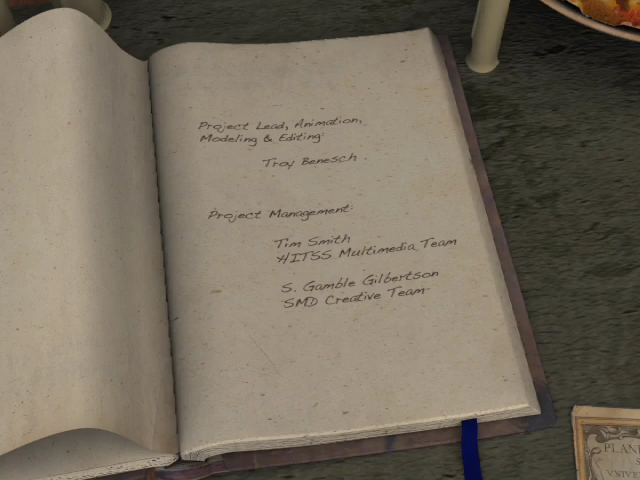 Project Lead, Animation,
Modeling & Editing:
Troy Benesch
Project Management:
Tim Smith
HITSS Multimedia Team
S. Gamble Gilbertson
SMD Creative Team